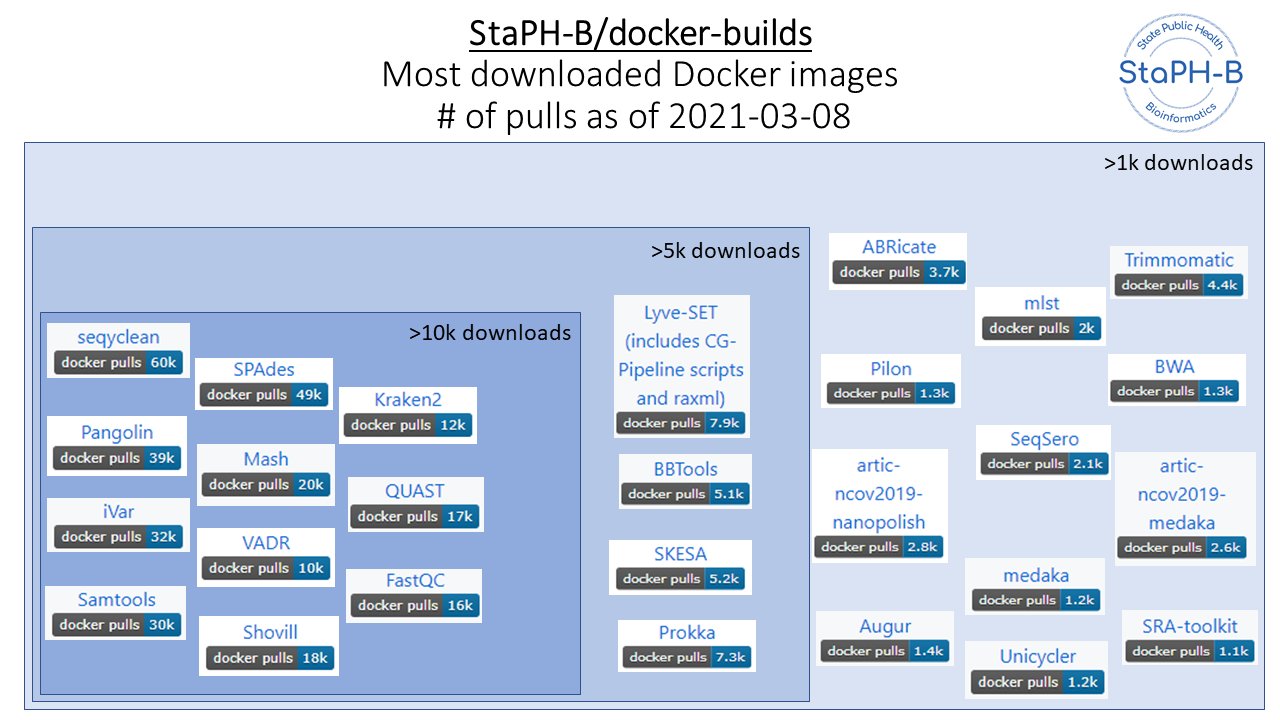 StaPH-B/docker-builds
Most downloaded Docker images
# of pulls as of 2021-03-08
State Public Health
StaPH-B
Bioinformatics
>1k downloads
>5k downloads
>10k downloads
seqyclean
docker pulls 60k
Pangolin
docker pulls 39k
iVar
docker pulls 32k
Samtools
docker pulls 30k
SPAdes
docker pulls 49k
Mash
docker pulls 20k
VADR
docker pulls 10k
Shovill
docker pulls 18k
Kraken2
docker pulls 12k
QUAST
docker pulls 17k
FastQC
docker pulls 16k
Lyve-SET
(includes CG-
Pipeline scripts
and raxml)
docker pulls 7.9k
BBTools
docker pulls 5.1k
SKESA
docker pulls 5.2k
Prokka
docker pulls 7.3k
ABRicate
docker pulls 3.7k
Pilon
docker pulls 1.3k
artic-
ncov2019-
nanopolish
docker pulls 2.8k
Augur
docker pulls 1.4k
mlst
docker pulls 2k
SeqSero
docker pulls 2.1k
medaka
docker pulls 1.2k
Unicycler
docker pulls 1.2k
Trimmomatic
docker pulls 4.4k
BWA
docker pulls 1.3k
artic-
ncov2019-
medaka
docker pulls 2.6k
SRA-toolkit
docker pulls 1.1k